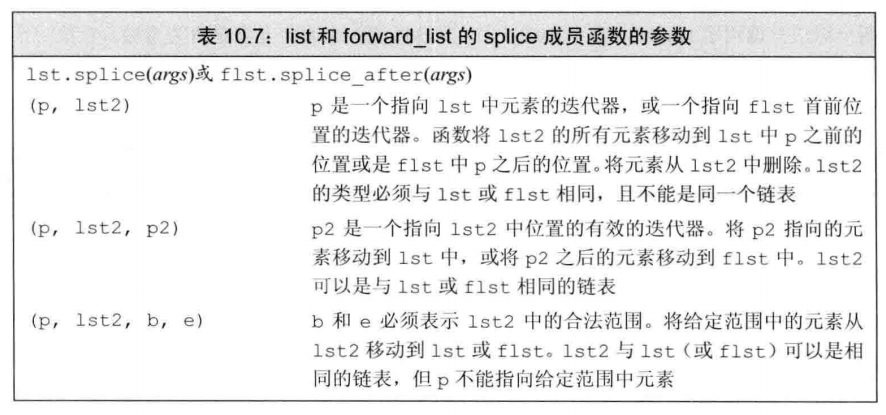 表 10.7：list 和 forward_list 的 splice 成员函数的参数
lst.splice(args)或 flst.splice_after(args)
(p, lst2) p 是一个指向 lst 中元素的迭代器，或一个指向 flst 首前位
置的迭代器。函数将 lst2 的所有元素移动到 lst 中 p 之前的
位置或是 flst 中 p 之后的位置。将元素从 lst2 中删除。lst2
的类型必须与 lst 或 flst 相同，且不能是同一个链表
(p, lst2, p2) p2 是一个指向 lst2 中位置的有效的迭代器。将 p2 指向的元
素移动到 lst 中，或将 p2 之后的元素移动到 flst 中。lst2
可以是与 lst 或 flst 相同的链表
(p, lst2, b, e) b 和 e 必须表示 lst2 中的合法范围。将给定范围中的元素从
lst2 移动到 lst 或 flst。lst2 与 lst（或 flst）可以是相
同的链表，但 p 不能指向给定范围中元素